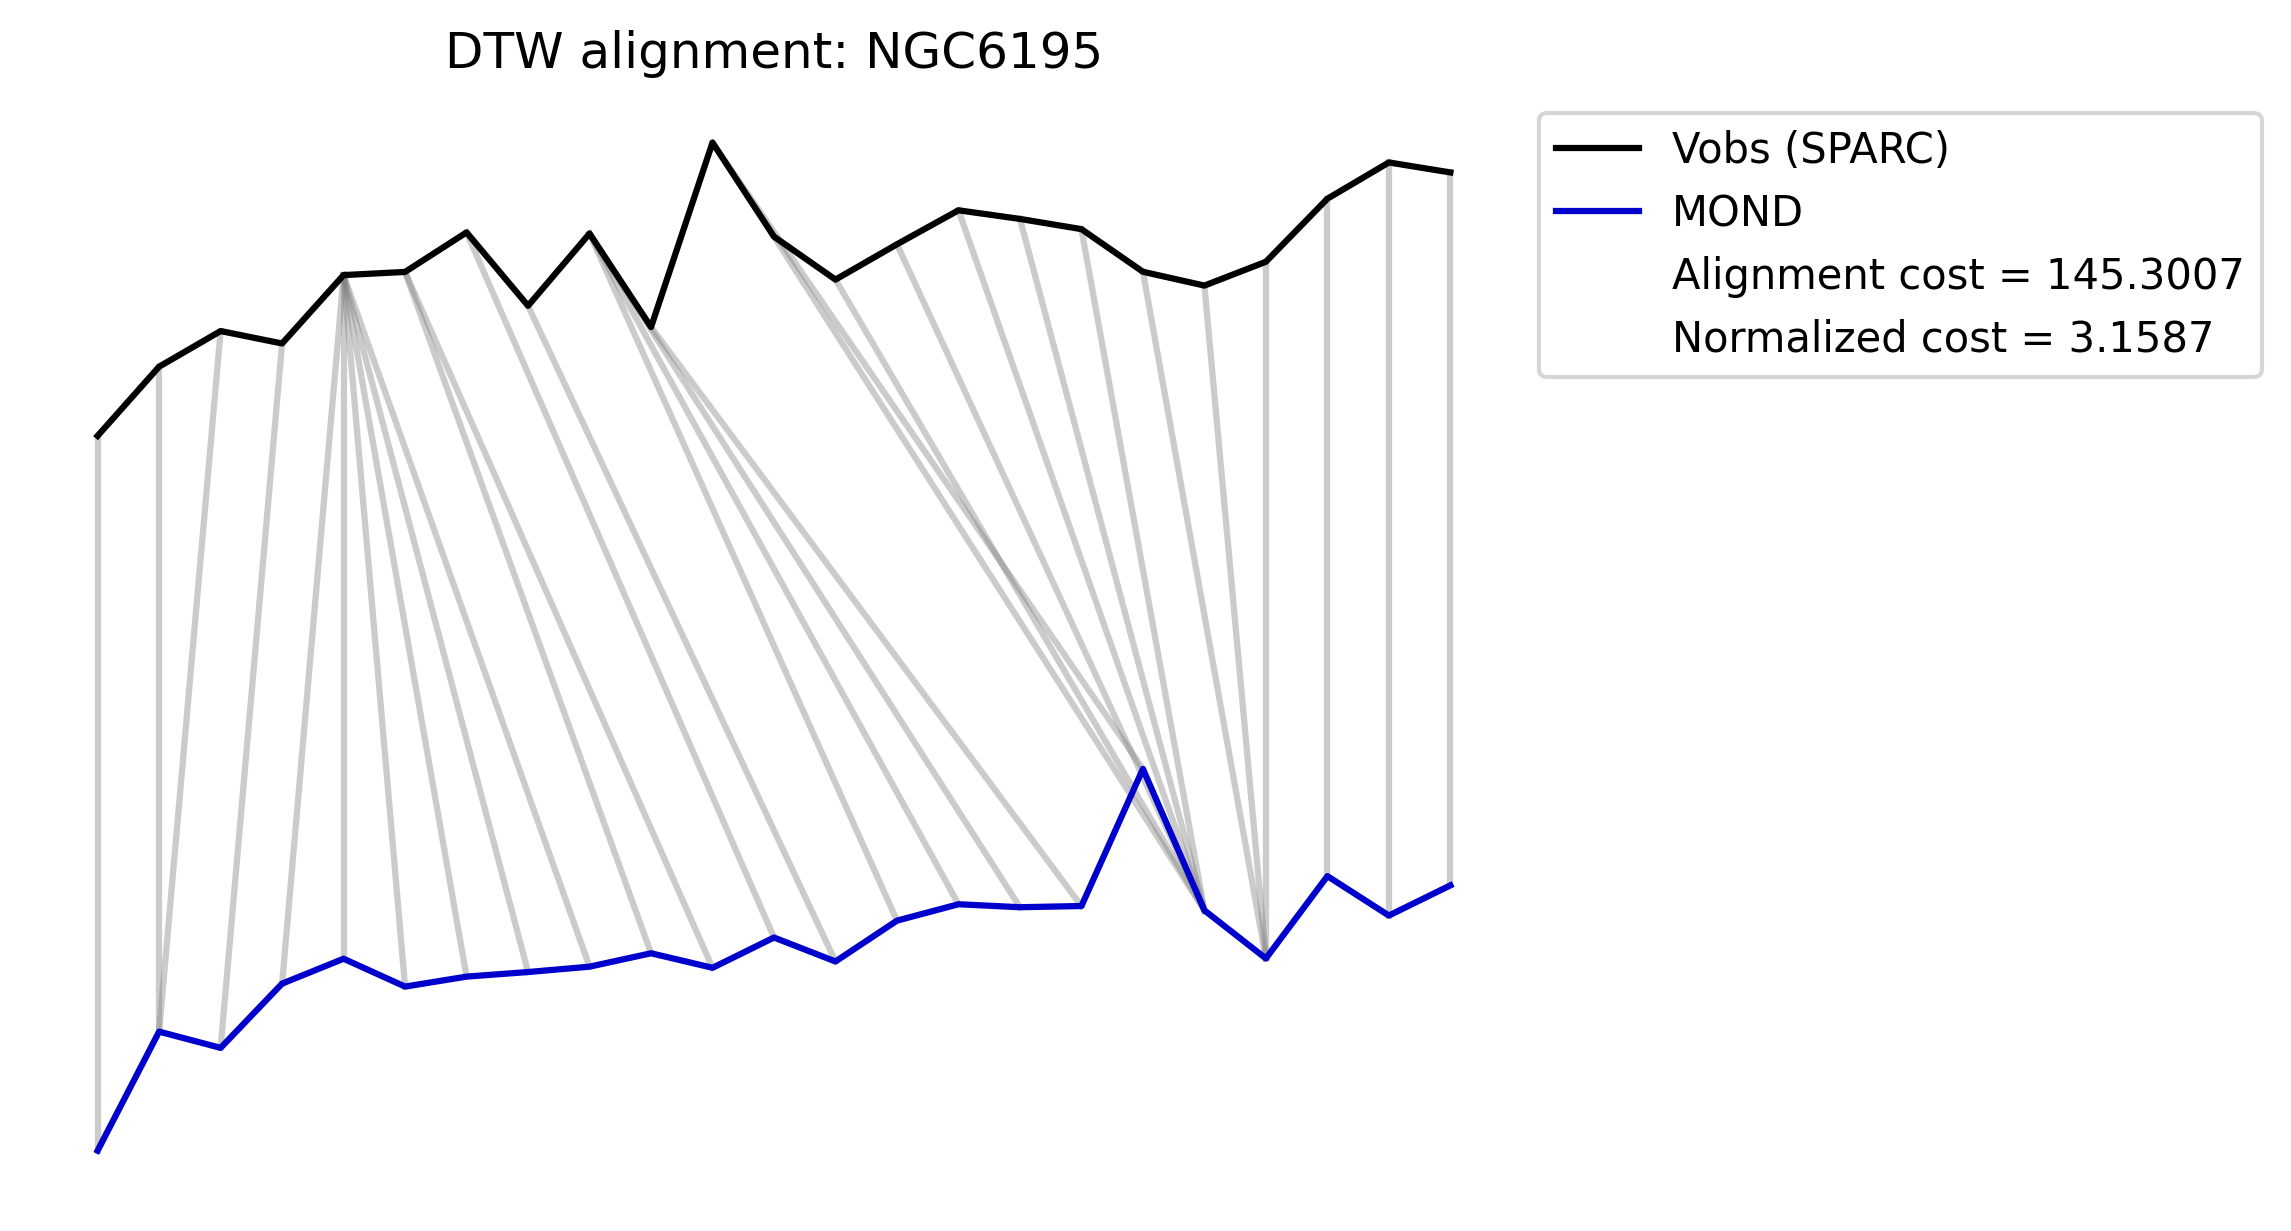 DTW alignment: NGC6195
Vobs (SPARC)
MOND
Alignment cost = 145.3007
Normalized cost = 3.1587